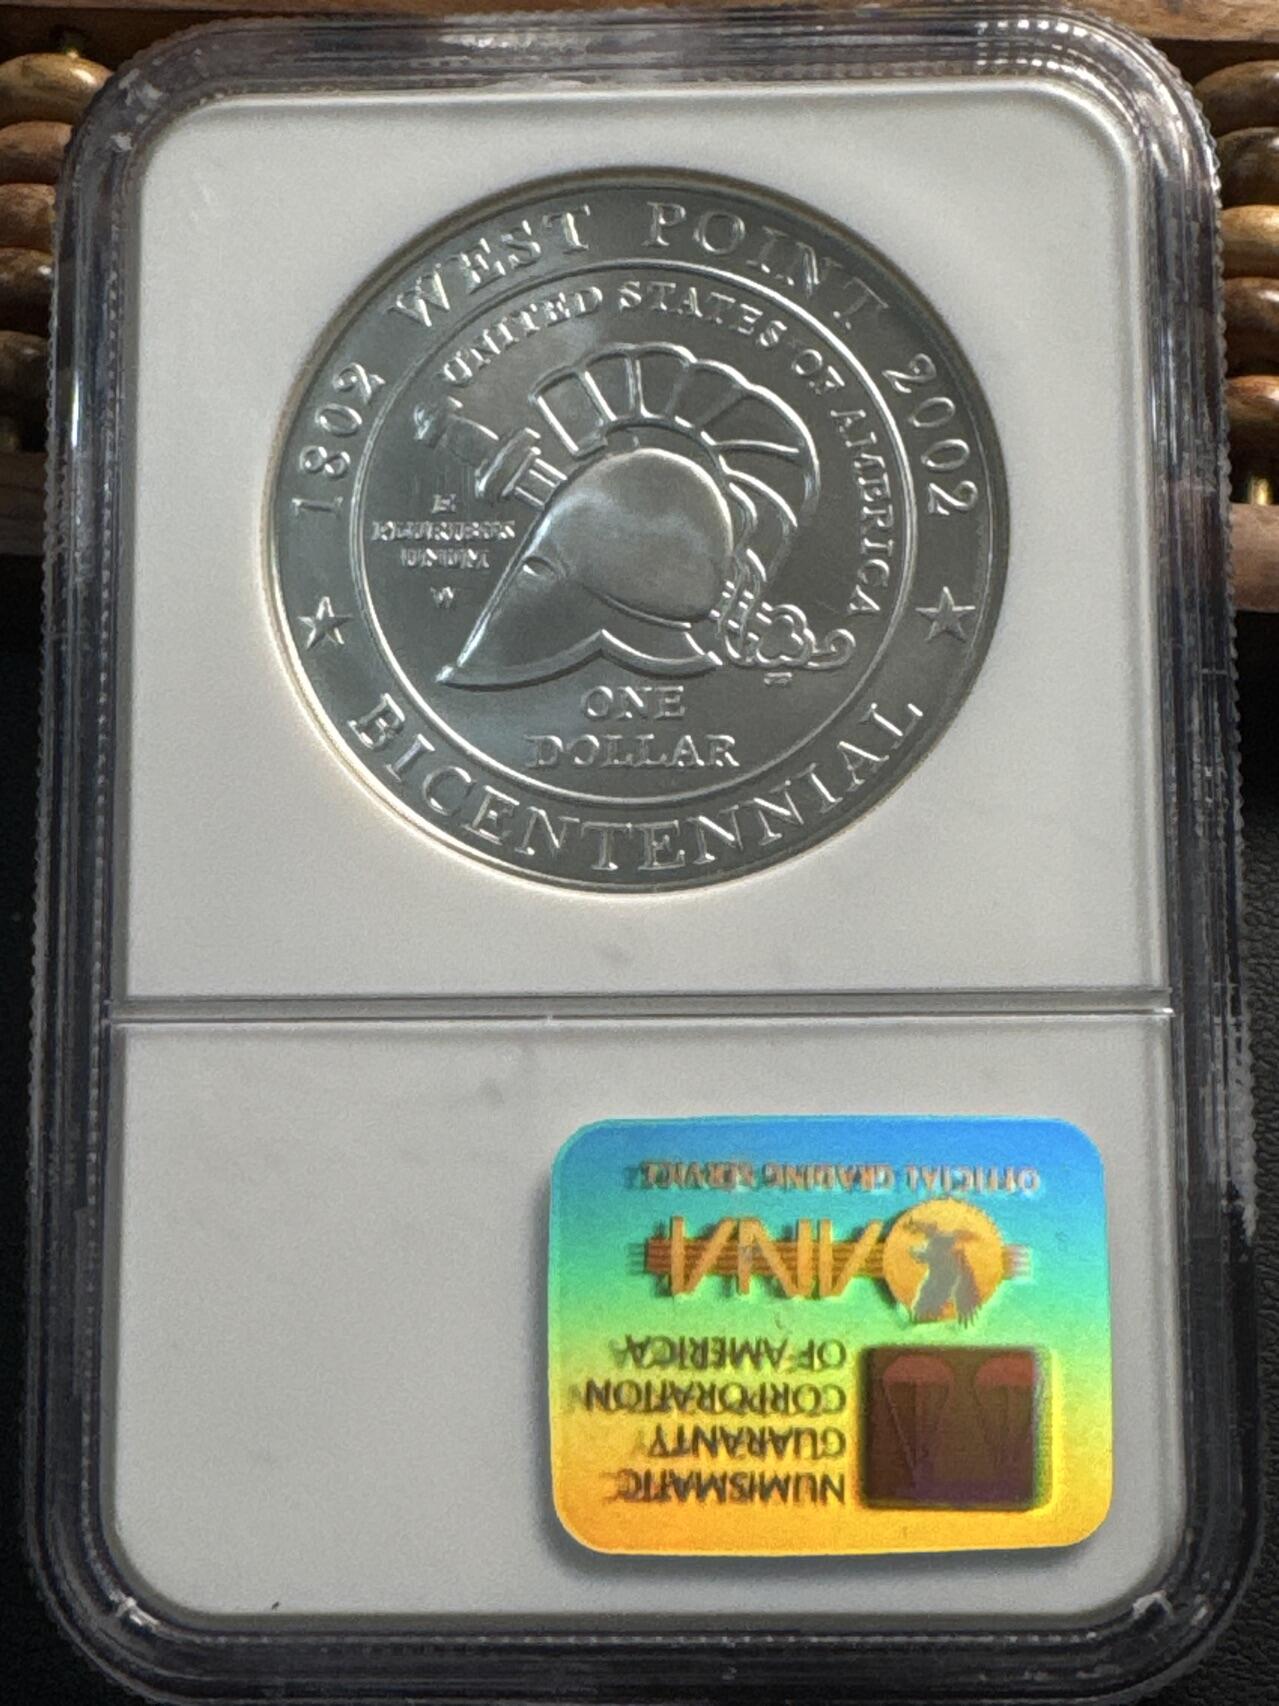 1802 WEST POINT 2002
UNITED STATES OF AMERICA
E
PLURIBUS
UNUM
W
ONE
DOLLAR
★ BICENTENNIAL ★
NUMISMATIC
GUARANTY
CORPORATION
OF AMERICA
ANA
OFFICIAL GRADING SERVICE